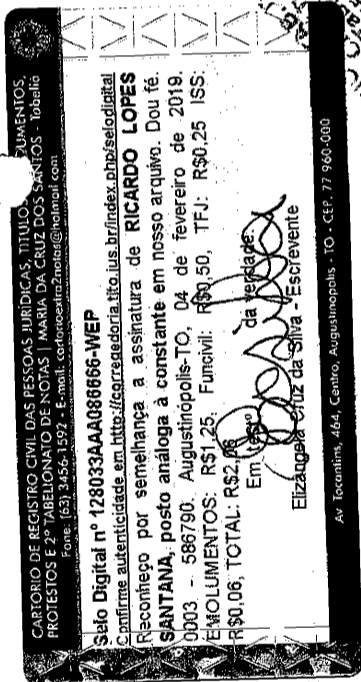 CARTÓRIO DE REGISTRO CIVIL DAS PESSOAS JURÍDICAS, TITULO DOCUMENTOS,
PROTESTOS E 2º TABELIONATO DE NOTAS | MARIA DA CRUZ DOS SANTOS - Tabeliã
Fone: (63) 3456-1592 - E-mail: cartorioextra2notas@hotmail.com
Selo Digital nº 128033AAA086666-WEP
Confirme autenticidade em http://corregedoria.tjto.jus.br/index.php/selodigital
Reconheço por semelhança a assinatura de RICARDO LOPES
SANTANA, posto análoga à constante em nosso arquivo. Dou fé.
0003 - 586790. Augustinópolis-TO, 04 de fevereiro de 2019.
EMOLUMENTOS: R$1,25, Funcivil: R$0,50, TFJ: R$0,25 ISS:
R$0,06, TOTAL: R$2,06
Em da verdade
Elizângela Cruz da Silva - Escrevente
Av Tocantins, 464, Centro, Augustinopolis - TO - CEP. 77 960-000